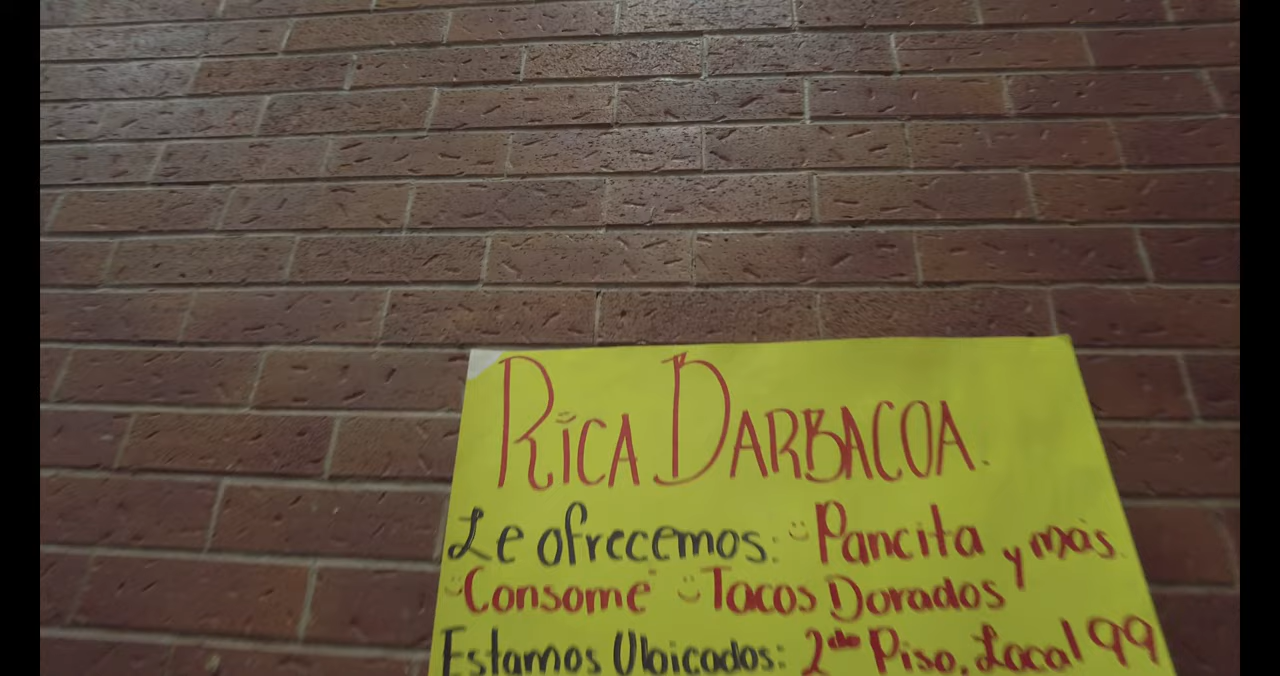 RICA BARBACOA.
Le ofrecemos: Pancita y más.
"Consome" Tacos Dorados
Estamos Ubicados: 2do Piso. Local 99